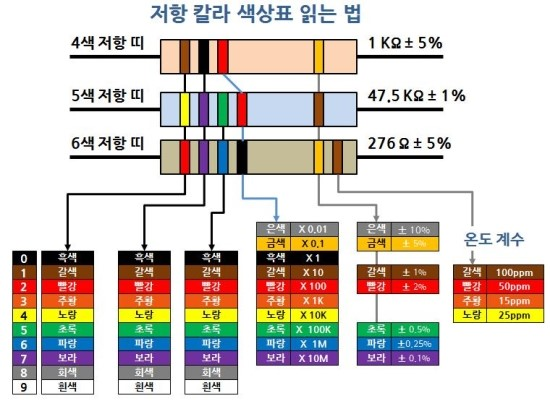 저항 칼라 색상표 읽는 법
4색 저항 띠 1 KΩ ± 5%
5색 저항 띠 47.5 KΩ ± 1%
6색 저항 띠 276 Ω ± 5%
은색 X 0.01 은색 ± 10%
금색 X 0.1 금색 ± 5% 온도 계수
0 흑색 흑색 흑색 흑색 X 1
1 갈색 갈색 갈색 갈색 X 10 갈색 ± 1% 갈색 100ppm
2 빨강 빨강 빨강 빨강 X 100 빨강 ± 2% 빨강 50ppm
3 주황 주황 주황 주황 X 1K 주황 15ppm
4 노랑 노랑 노랑 노랑 X 10K 노랑 25ppm
5 초록 초록 초록 초록 X 100K 초록 ± 0.5%
6 파랑 파랑 파랑 파랑 X 1M 파랑 ±0.25%
7 보라 보라 보라 보라 X 10M 보라 ± 0.1%
8 회색 회색 회색
9 흰색 흰색 흰색